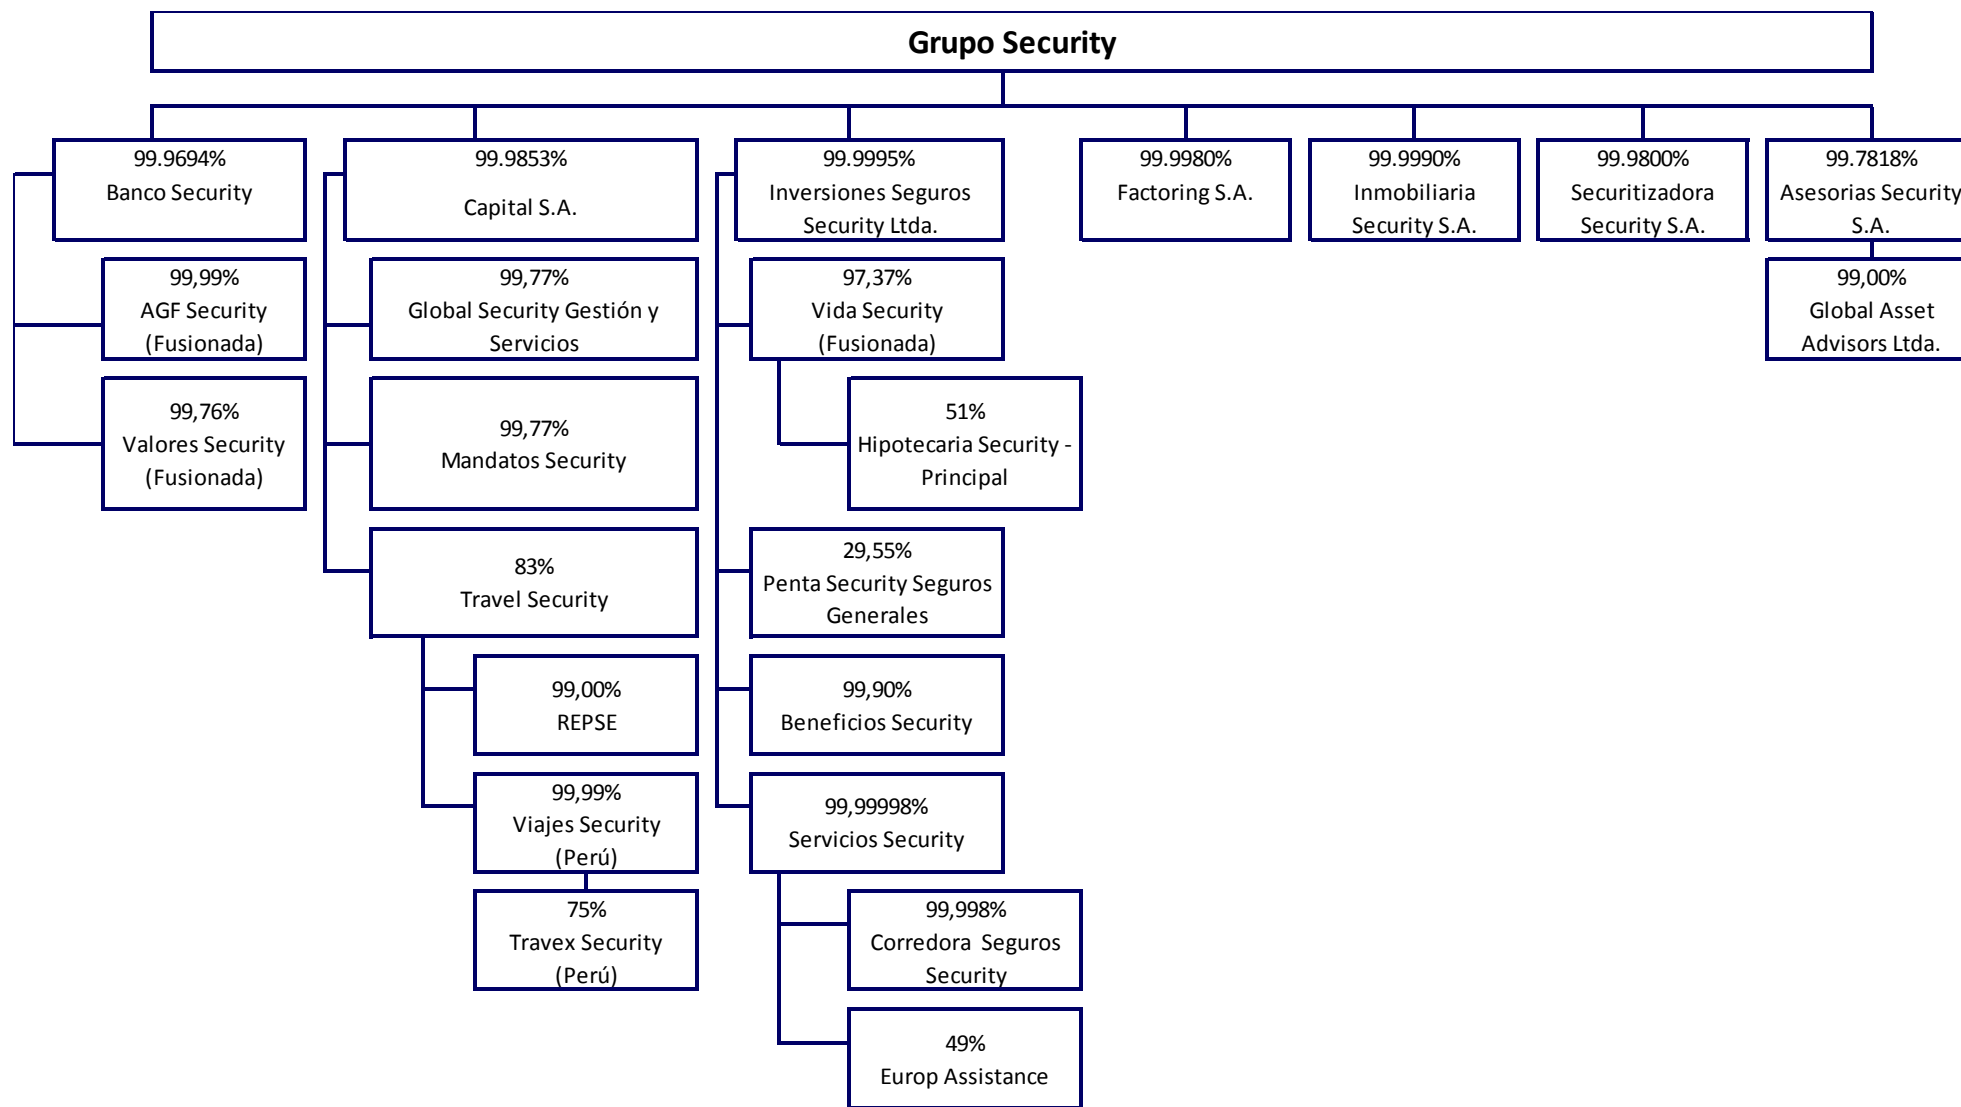 Grupo Security
99.9694%
Banco Security
99.9853%
Capital S.A.
99.9995%
Inversiones Seguros
Security Ltda.
99.9980%
Factoring S.A.
99.9990%
Inmobiliaria
Security S.A.
99.9800%
Securitizadora
Security S.A.
99.7818%
Asesorias Security
S.A.
99,99%
AGF Security
(Fusionada)
99,77%
Global Security Gestión y
Servicios
97,37%
Vida Security
(Fusionada)
99,00%
Global Asset
Advisors Ltda.
99,76%
Valores Security
(Fusionada)
99,77%
Mandatos Security
51%
Hipotecaria Security -
Principal
83%
Travel Security
29,55%
Penta Security Seguros
Generales
99,00%
REPSE
99,90%
Beneficios Security
99,99%
Viajes Security
(Perú)
99,99998%
Servicios Security
75%
Travex Security
(Perú)
99,998%
Corredora  Seguros
Security
49%
Europ Assistance